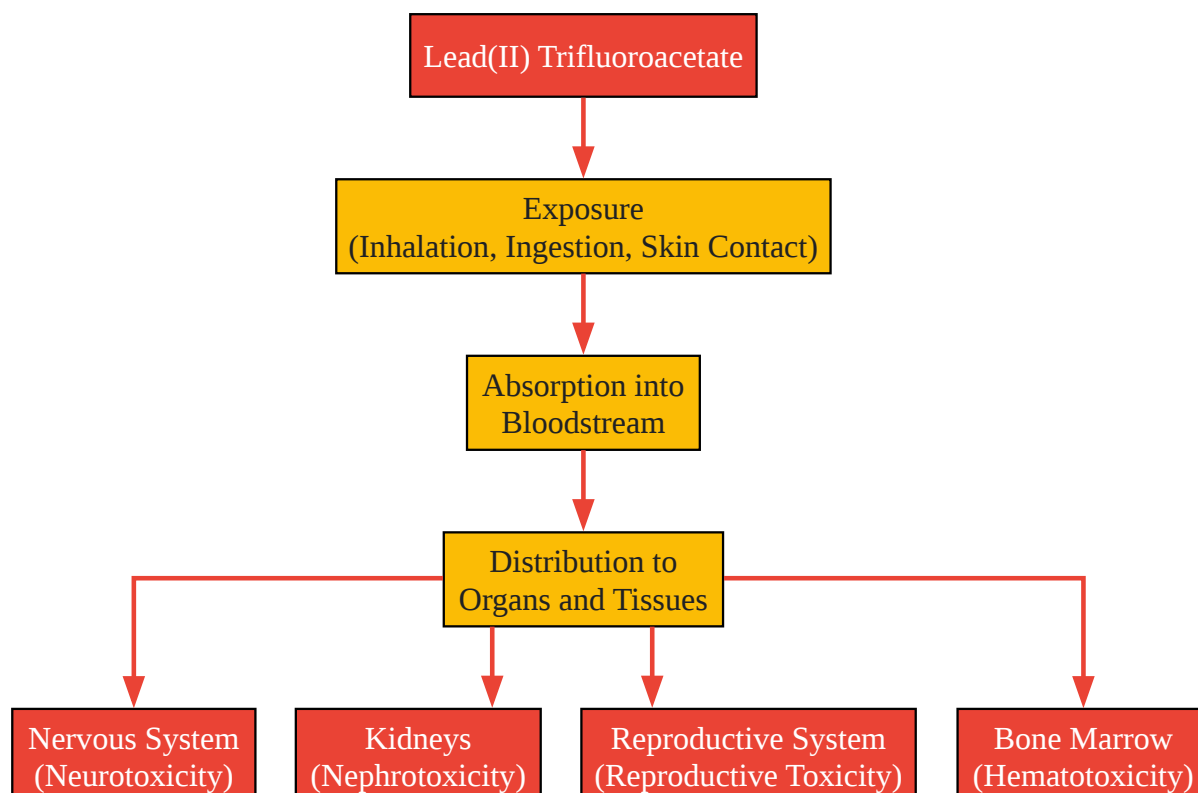 Lead(II) Trifluoroacetate
Exposure
(Inhalation, Ingestion, Skin Contact)
Absorption into
Bloodstream
Distribution to
Organs and Tissues
Nervous System
(Neurotoxicity)
Kidneys
(Nephrotoxicity)
Reproductive System
(Reproductive Toxicity)
Bone Marrow
(Hematotoxicity)